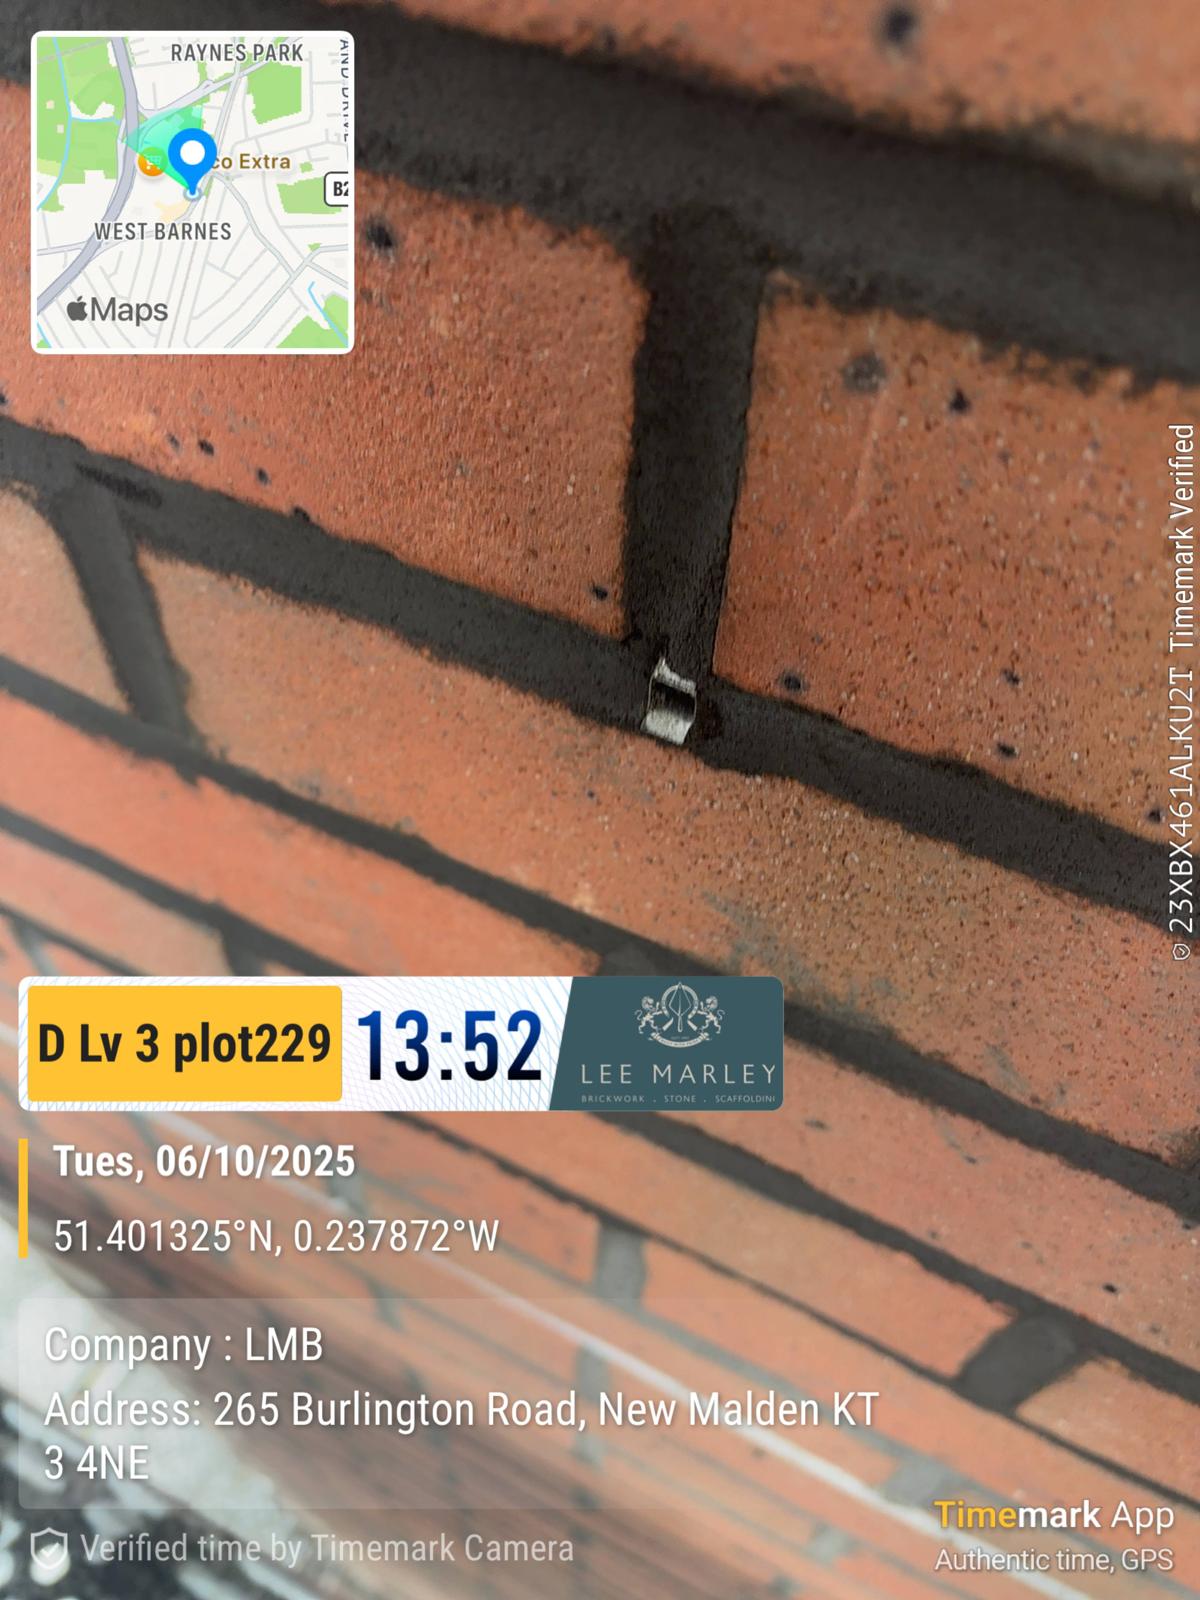 RAYNES PARK
co Extra
B2
WEST BARNES
Maps
D Lv 3 plot229
13:52
LEE MARLEY
BRICKWORK . STONE . SCAFFOLDIN
Tues, 06/10/2025
51.401325°N, 0.237872°W
Company : LMB
Address: 265 Burlington Road, New Malden KT
3 4NE
Verified time by Timemark Camera
Timemark App
Authentic time, GPS
23XBX461ALKU2T Timemark Verified